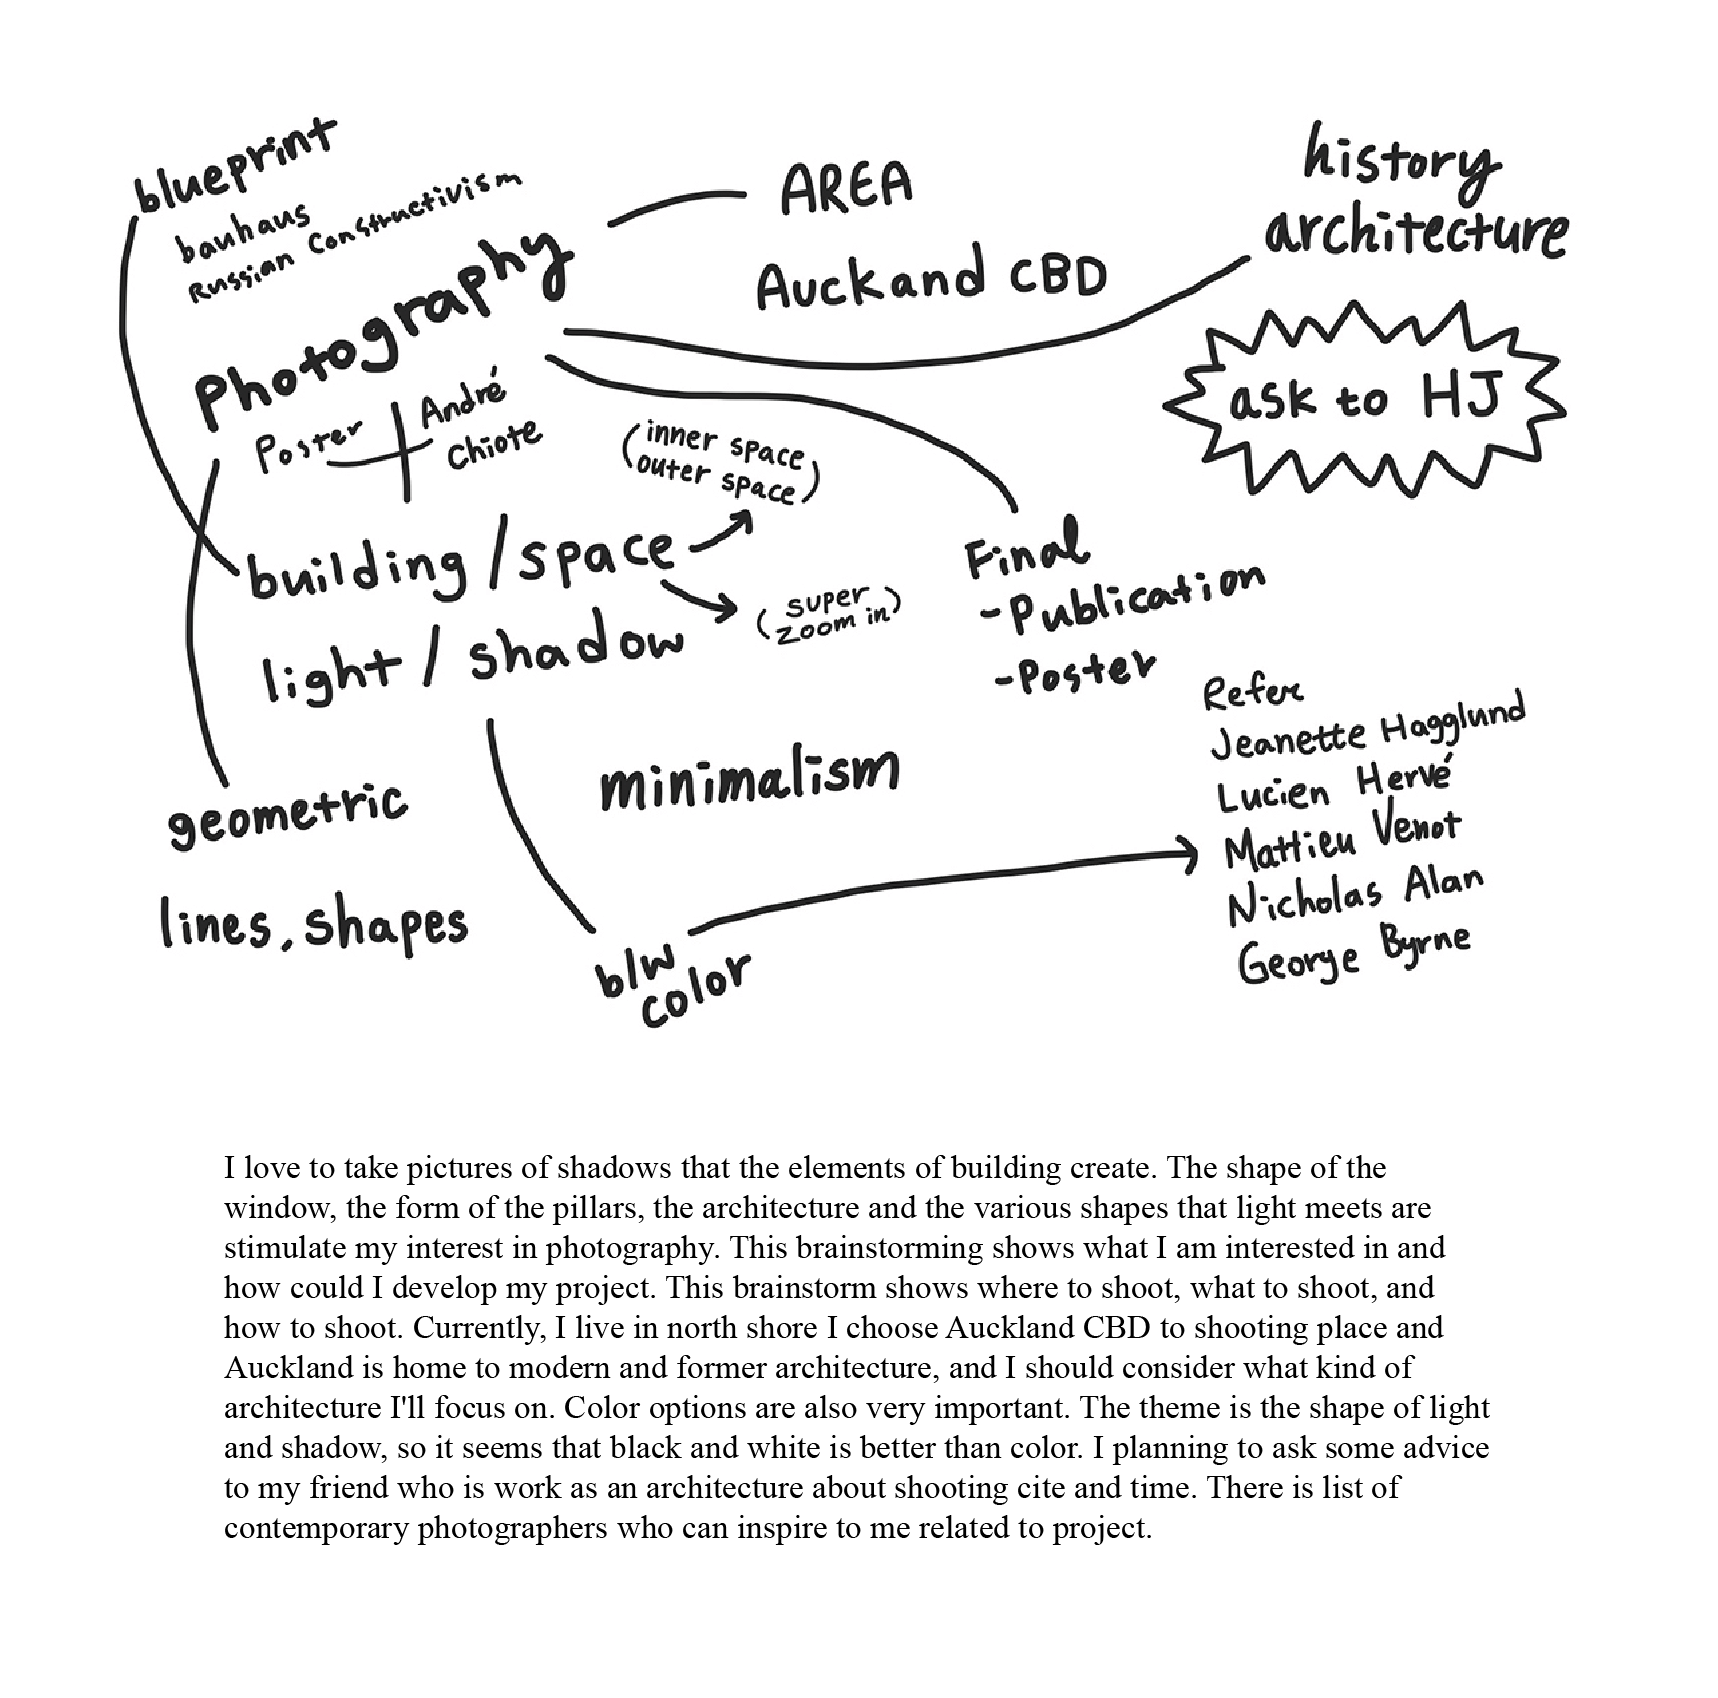 blueprint
bauhaus
Russian Constructivism
Photography
Poster
André
Chiote
AREA
Auckand CBD
history
architecture
ask to HJ
(inner space
outer space)
building / space
(super
zoom in)
light / shadow
Final
-Publication
-Poster
minimalism
geometric
lines, shapes
b/w
color
Refer
Jeanette Hagglund
Lucien Hervé
Mattieu Venot
Nicholas Alan
George Byrne
I love to take pictures of shadows that the elements of building create. The shape of the
window, the form of the pillars, the architecture and the various shapes that light meets are
stimulate my interest in photography. This brainstorming shows what I am interested in and
how could I develop my project. This brainstorm shows where to shoot, what to shoot, and
how to shoot. Currently, I live in north shore I choose Auckland CBD to shooting place and
Auckland is home to modern and former architecture, and I should consider what kind of
architecture I'll focus on. Color options are also very important. The theme is the shape of light
and shadow, so it seems that black and white is better than color. I planning to ask some advice
to my friend who is work as an architecture about shooting cite and time. There is list of
contemporary photographers who can inspire to me related to project.